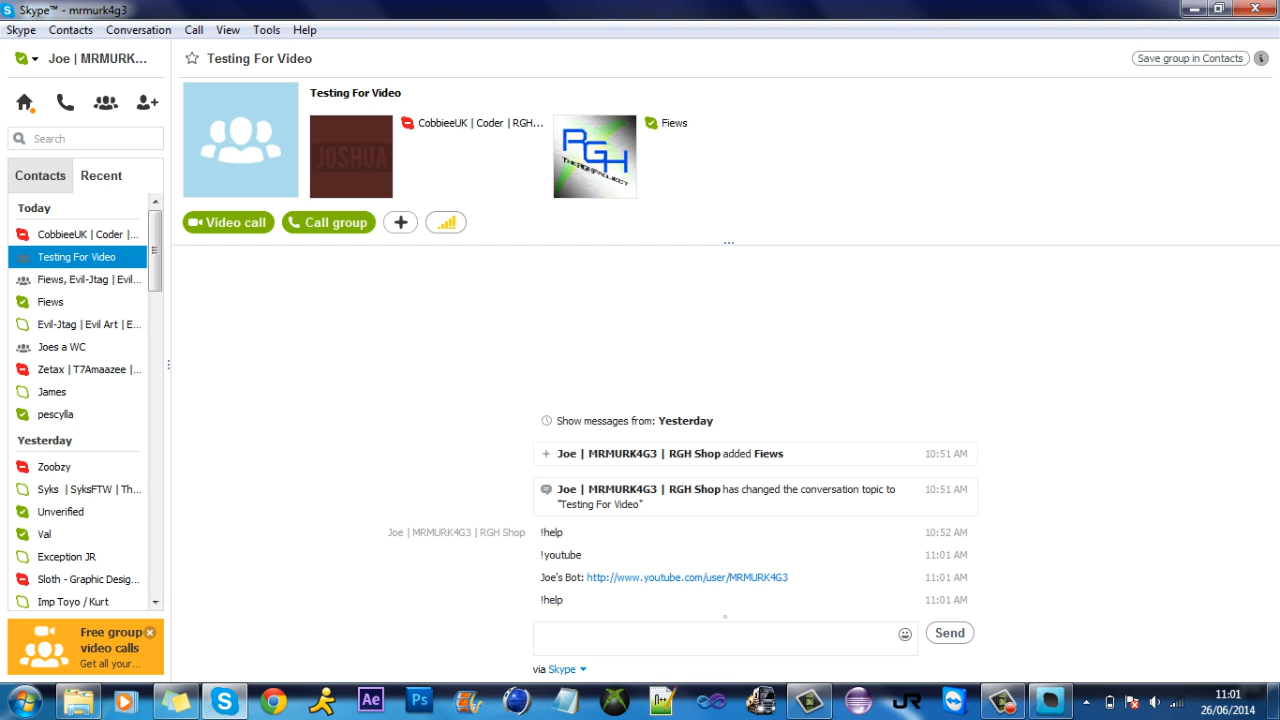 Skype™ - mrmurk4g3
Skype Contacts Conversation Call View Tools Help
Joe | MRMURK...
Search
Contacts Recent
Today
CobbieeUK | Coder |...
Testing For Video
Fiews, Evil-Jtag | Evil...
Fiews
Evil-Jtag | Evil Art | E...
Joes a WC
Zetax | T7Amaazee |...
James
pescylla
Yesterday
Zoobzy
Syks | SyksFTW | Th...
Unverified
Val
Exception JR
Sloth - Graphic Desig...
Imp Toyo / Kurt
Free group video calls
Get all your...
Testing For Video
Save group in Contacts
Testing For Video
JOSHUA
CobbieeUK | Coder | RGH...
RGH
TheRGHProject
Fiews
Video call Call group
Show messages from: Yesterday
Joe | MRMURK4G3 | RGH Shop added Fiews 10:51 AM
Joe | MRMURK4G3 | RGH Shop has changed the conversation topic to 10:51 AM
"Testing For Video"
Joe | MRMURK4G3 | RGH Shop !help 10:52 AM
!youtube 11:01 AM
Joe's Bot: http://www.youtube.com/user/MRMURK4G3 11:01 AM
!help 11:01 AM
Send
via Skype
Ae Ps JR
11:01
26/06/2014